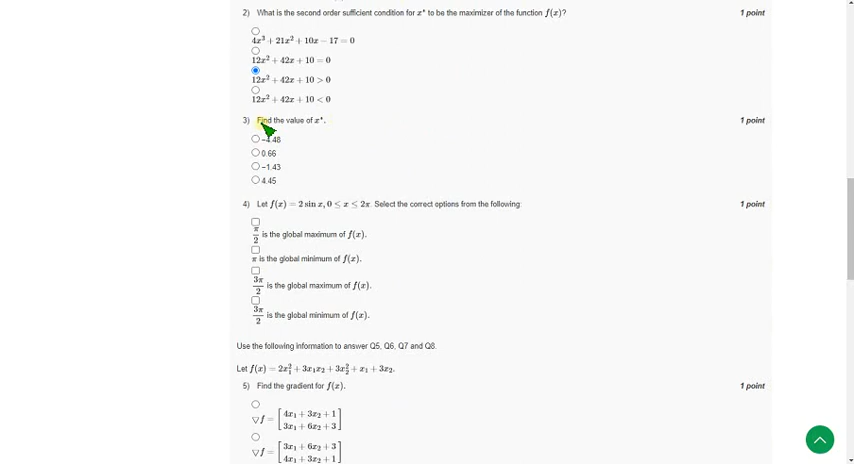 2) What is the second order sufficient condition for x* to be the maximizer of the function f(x)? 1 point
4x³ + 21x² + 10x − 17 = 0
12x² + 42x + 10 = 0
12x² + 42x + 10 > 0
12x² + 42x + 10 < 0
3) Find the value of x*. 1 point
−4.48
0.66
−1.43
4.45
4) Let f(x) = 2 sin x, 0 ≤ x ≤ 2π. Select the correct options from the following: 1 point
π/2 is the global maximum of f(x).
π is the global minimum of f(x).
3π/2 is the global maximum of f(x).
3π/2 is the global minimum of f(x).
Use the following information to answer Q5, Q6, Q7 and Q8.
Let f(x) = 2x₁² + 3x₁x₂ + 3x₂² + x₁ + 3x₂.
5) Find the gradient for f(x). 1 point
▽f = [4x₁ + 3x₂ + 1
3x₁ + 6x₂ + 3]
▽f = [3x₁ + 6x₂ + 3
4x₁ + 3x₂ + 1]